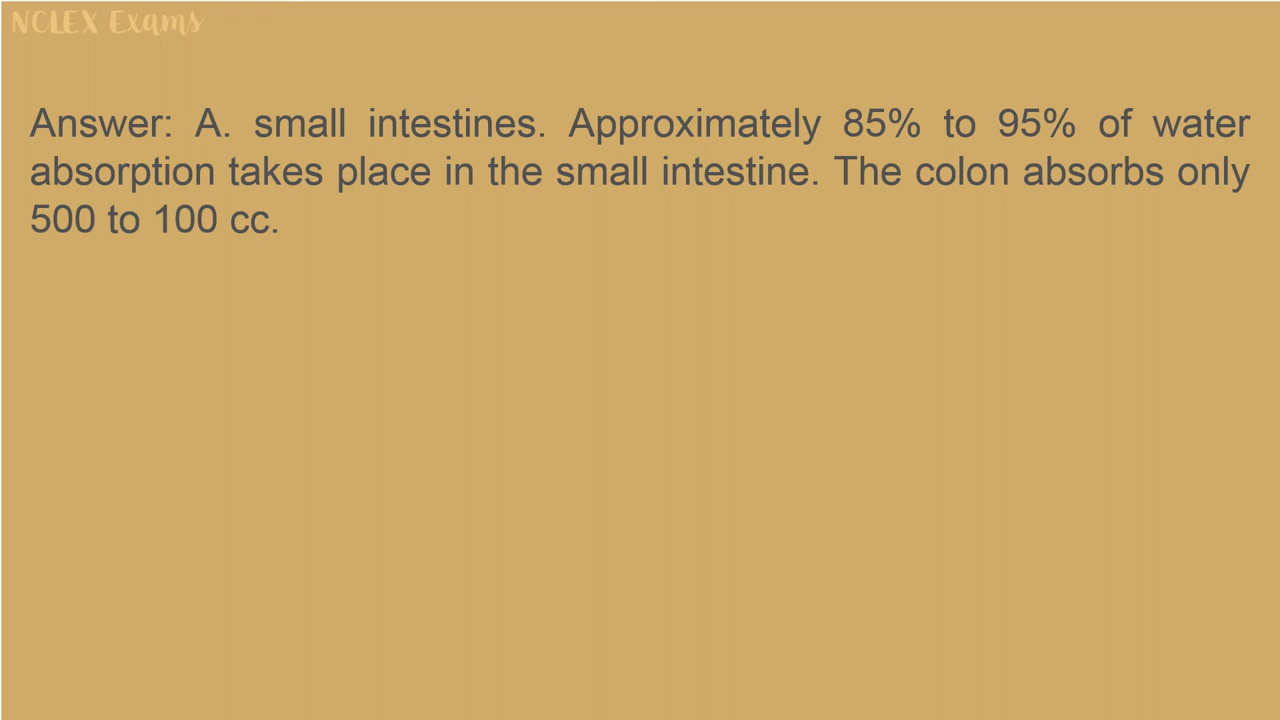 NCLEX Exams
Answer: A. small intestines. Approximately 85% to 95% of water
absorption takes place in the small intestine. The colon absorbs only
500 to 100 cc.